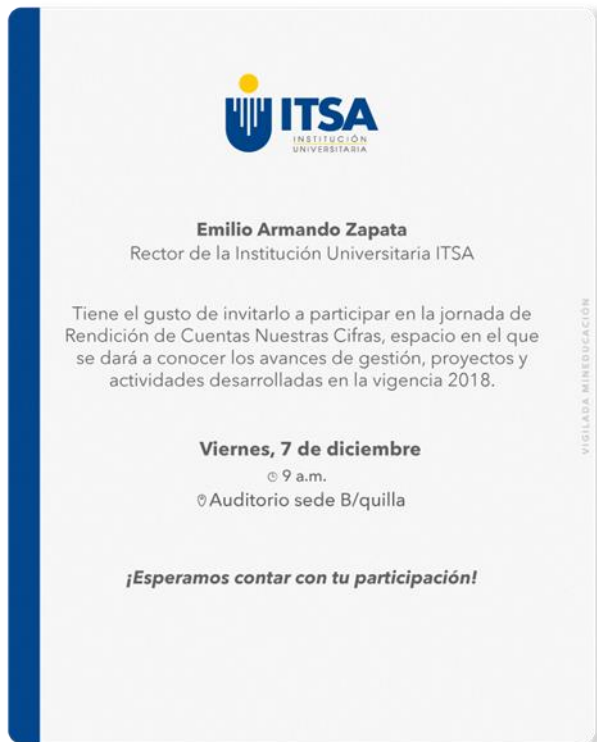 ITSA
INSTITUCIÓN
UNIVERSITARIA
Emilio Armando Zapata
Rector de la Institución Universitaria ITSA
Tiene el gusto de invitarlo a participar en la jornada de
Rendición de Cuentas Nuestras Cifras, espacio en el que
se dará a conocer los avances de gestión, proyectos y
actividades desarrolladas en la vigencia 2018.
Viernes, 7 de diciembre
9 a.m.
Auditorio sede B/quilla
¡Esperamos contar con tu participación!
VIGILADA MINEDUCACIÓN